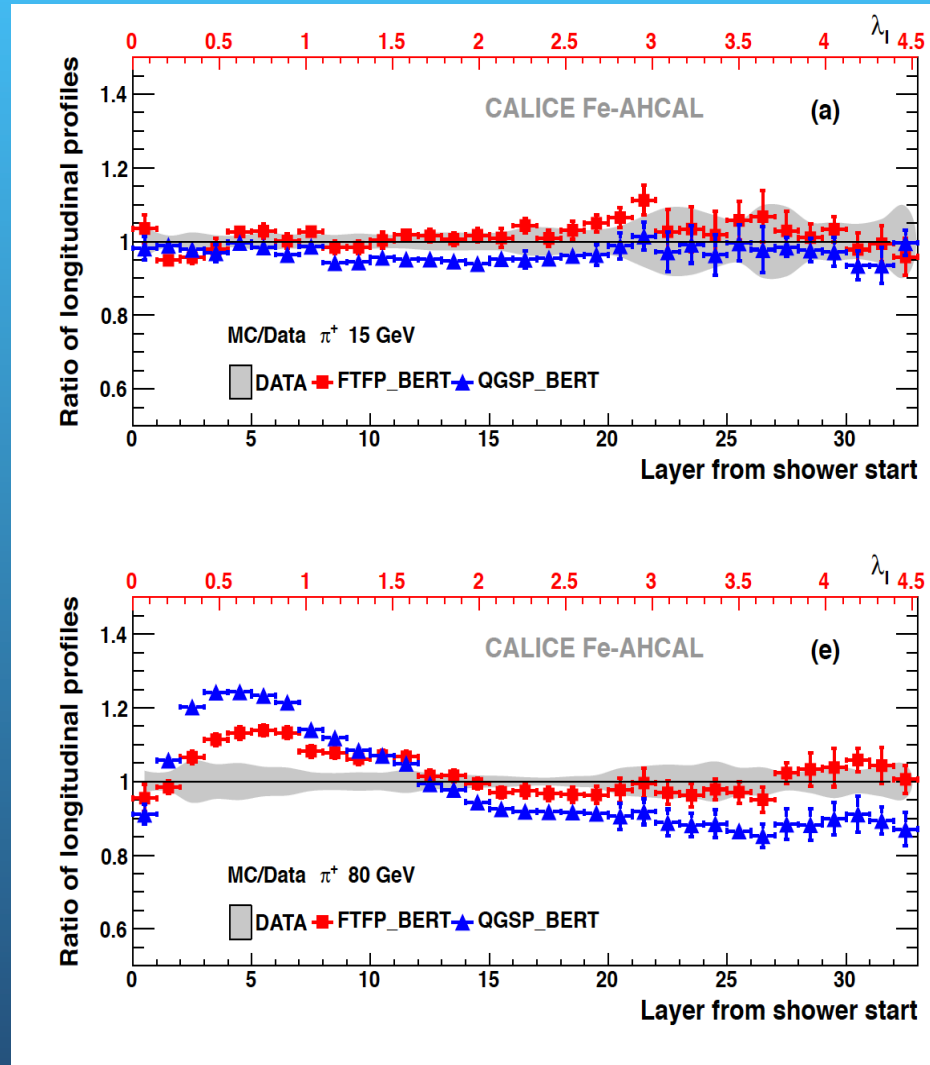 0 0.5 1 1.5 2 2.5 3 3.5 4 λI 4.5
Ratio of longitudinal profiles
1.4
1.2
1
0.8
0.6
CALICE Fe-AHCAL (a)
MC/Data π+ 15 GeV
DATA FTFP_BERT QGSP_BERT
0 5 10 15 20 25 30
Layer from shower start
0 0.5 1 1.5 2 2.5 3 3.5 4 λI 4.5
Ratio of longitudinal profiles
1.4
1.2
1
0.8
0.6
CALICE Fe-AHCAL (e)
MC/Data π+ 80 GeV
DATA FTFP_BERT QGSP_BERT
0 5 10 15 20 25 30
Layer from shower start